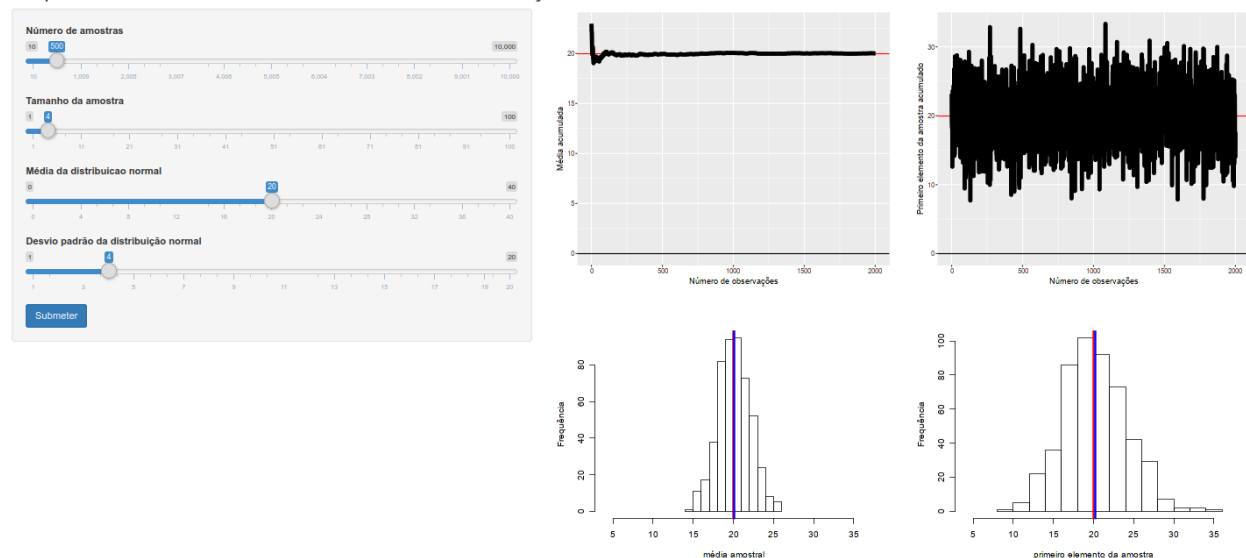 Número de amostras
10 500 10,000
10 1,009 2,008 3,007 4,006 5,005 6,004 7,003 8,002 9,001 10,000
Tamanho da amostra
1 4 100
1 11 21 31 41 51 61 71 81 91 100
Média da distribuicao normal
0 20 40
0 4 8 12 16 20 24 28 32 36 40
Desvio padrão da distribuição normal
1 4 20
1 3 5 7 9 11 13 15 17 19 20
Submeter
Média acumulada
20
15
10
5
0
0 500 1000 1500 2000
Número de observações
Primeiro elemento da amostra acumulado
30
20
10
0
0 500 1000 1500 2000
Número de observações
Frequência
0 20 40 60 80
5 10 15 20 25 30 35
média amostral
Frequência
0 20 40 60 80 100
5 10 15 20 25 30 35
primeiro elemento da amostra